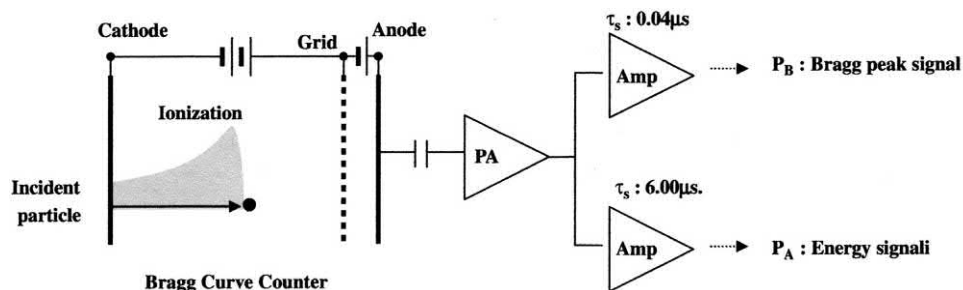 Cathode
Grid
Anode
Ionization
Incident
particle
Bragg Curve Counter
PA
τs : 0.04μs
Amp
PB : Bragg peak signal
τs : 6.00μs.
Amp
PA : Energy signali